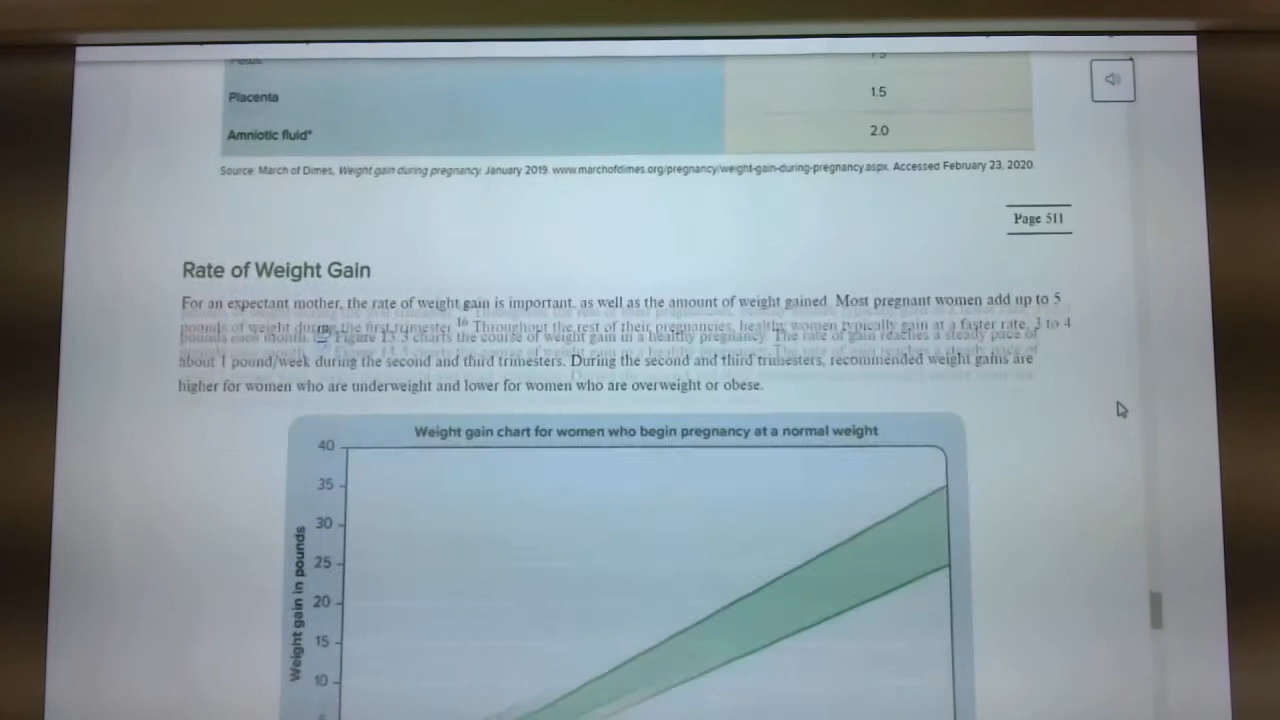 Placenta 1.5
Amniotic fluid* 2.0
Source: March of Dimes, Weight gain during pregnancy. January 2019. www.marchofdimes.org/pregnancy/weight-gain-during-pregnancy.aspx. Accessed February 23, 2020.
Page 511
Rate of Weight Gain
For an expectant mother, the rate of weight gain is important, as well as the amount of weight gained. Most pregnant women add up to 5
pounds of weight during the first trimester.16 Throughout the rest of their pregnancies, healthy women typically gain at a faster rate, 3 to 4
pounds each month. Figure 13.3 charts the course of weight gain in a healthy pregnancy. The rate of gain reaches a steady pace of
about 1 pound/week during the second and third trimesters. During the second and third trimesters, recommended weight gains are
higher for women who are underweight and lower for women who are overweight or obese.
Weight gain chart for women who begin pregnancy at a normal weight
Weight gain in pounds
40
35
30
25
20
15
10